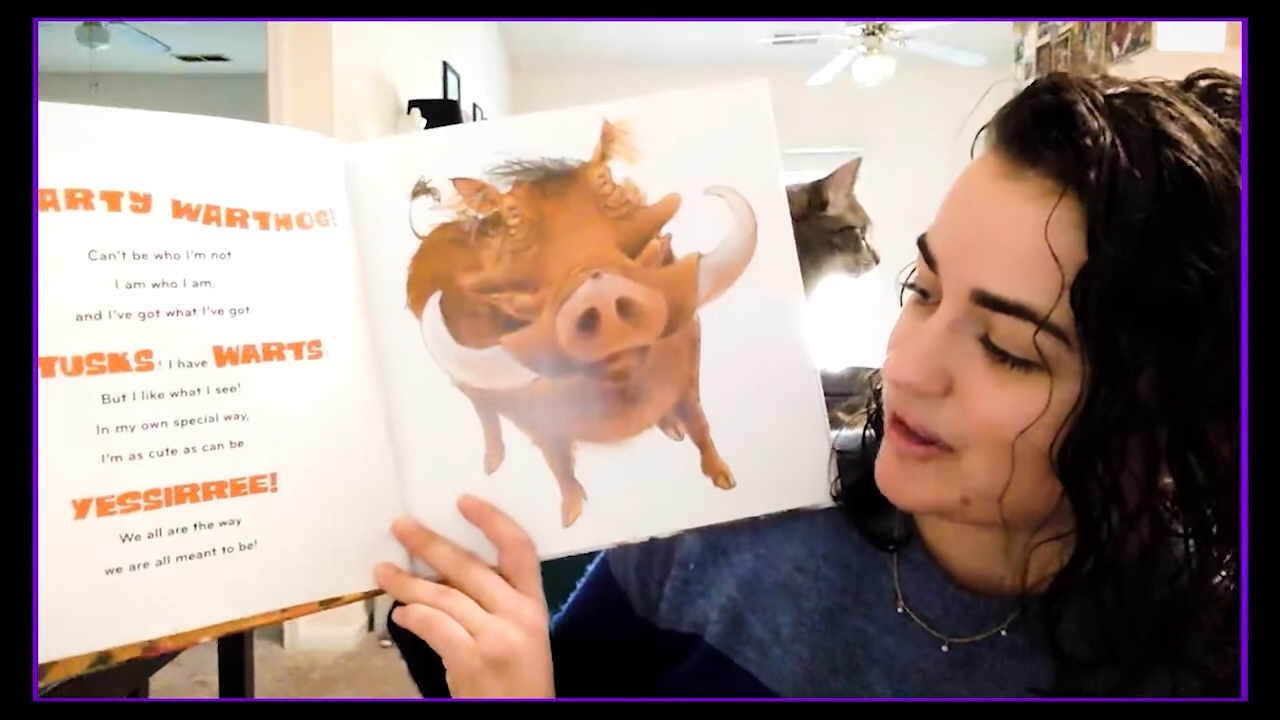 ARTY WARTHOG!
Can't be who I'm not
I am who I am,
and I've got what I've got
TUSKS! I have WARTS
But I like what I see!
In my own special way,
I'm as cute as can be
YESSIRREE!
We all are the way
we are all meant to be!